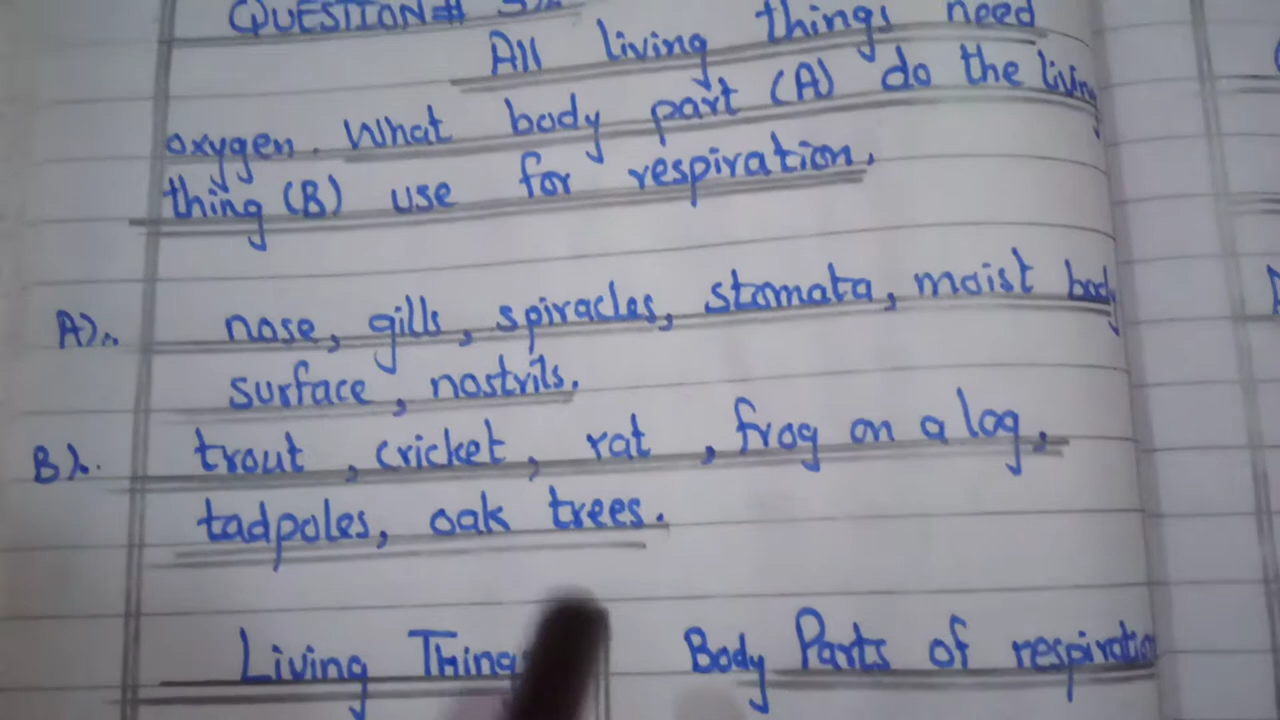 QUESTION#
All living things need
oxygen. What body part (A) do the living
thing (B) use for respiration.
A). nose, gills, spiracles, stomata, moist body
surface, nostrils.
B). trout, cricket, rat, frog on a log,
tadpoles, oak trees.
Living Thing Body Parts of respiration